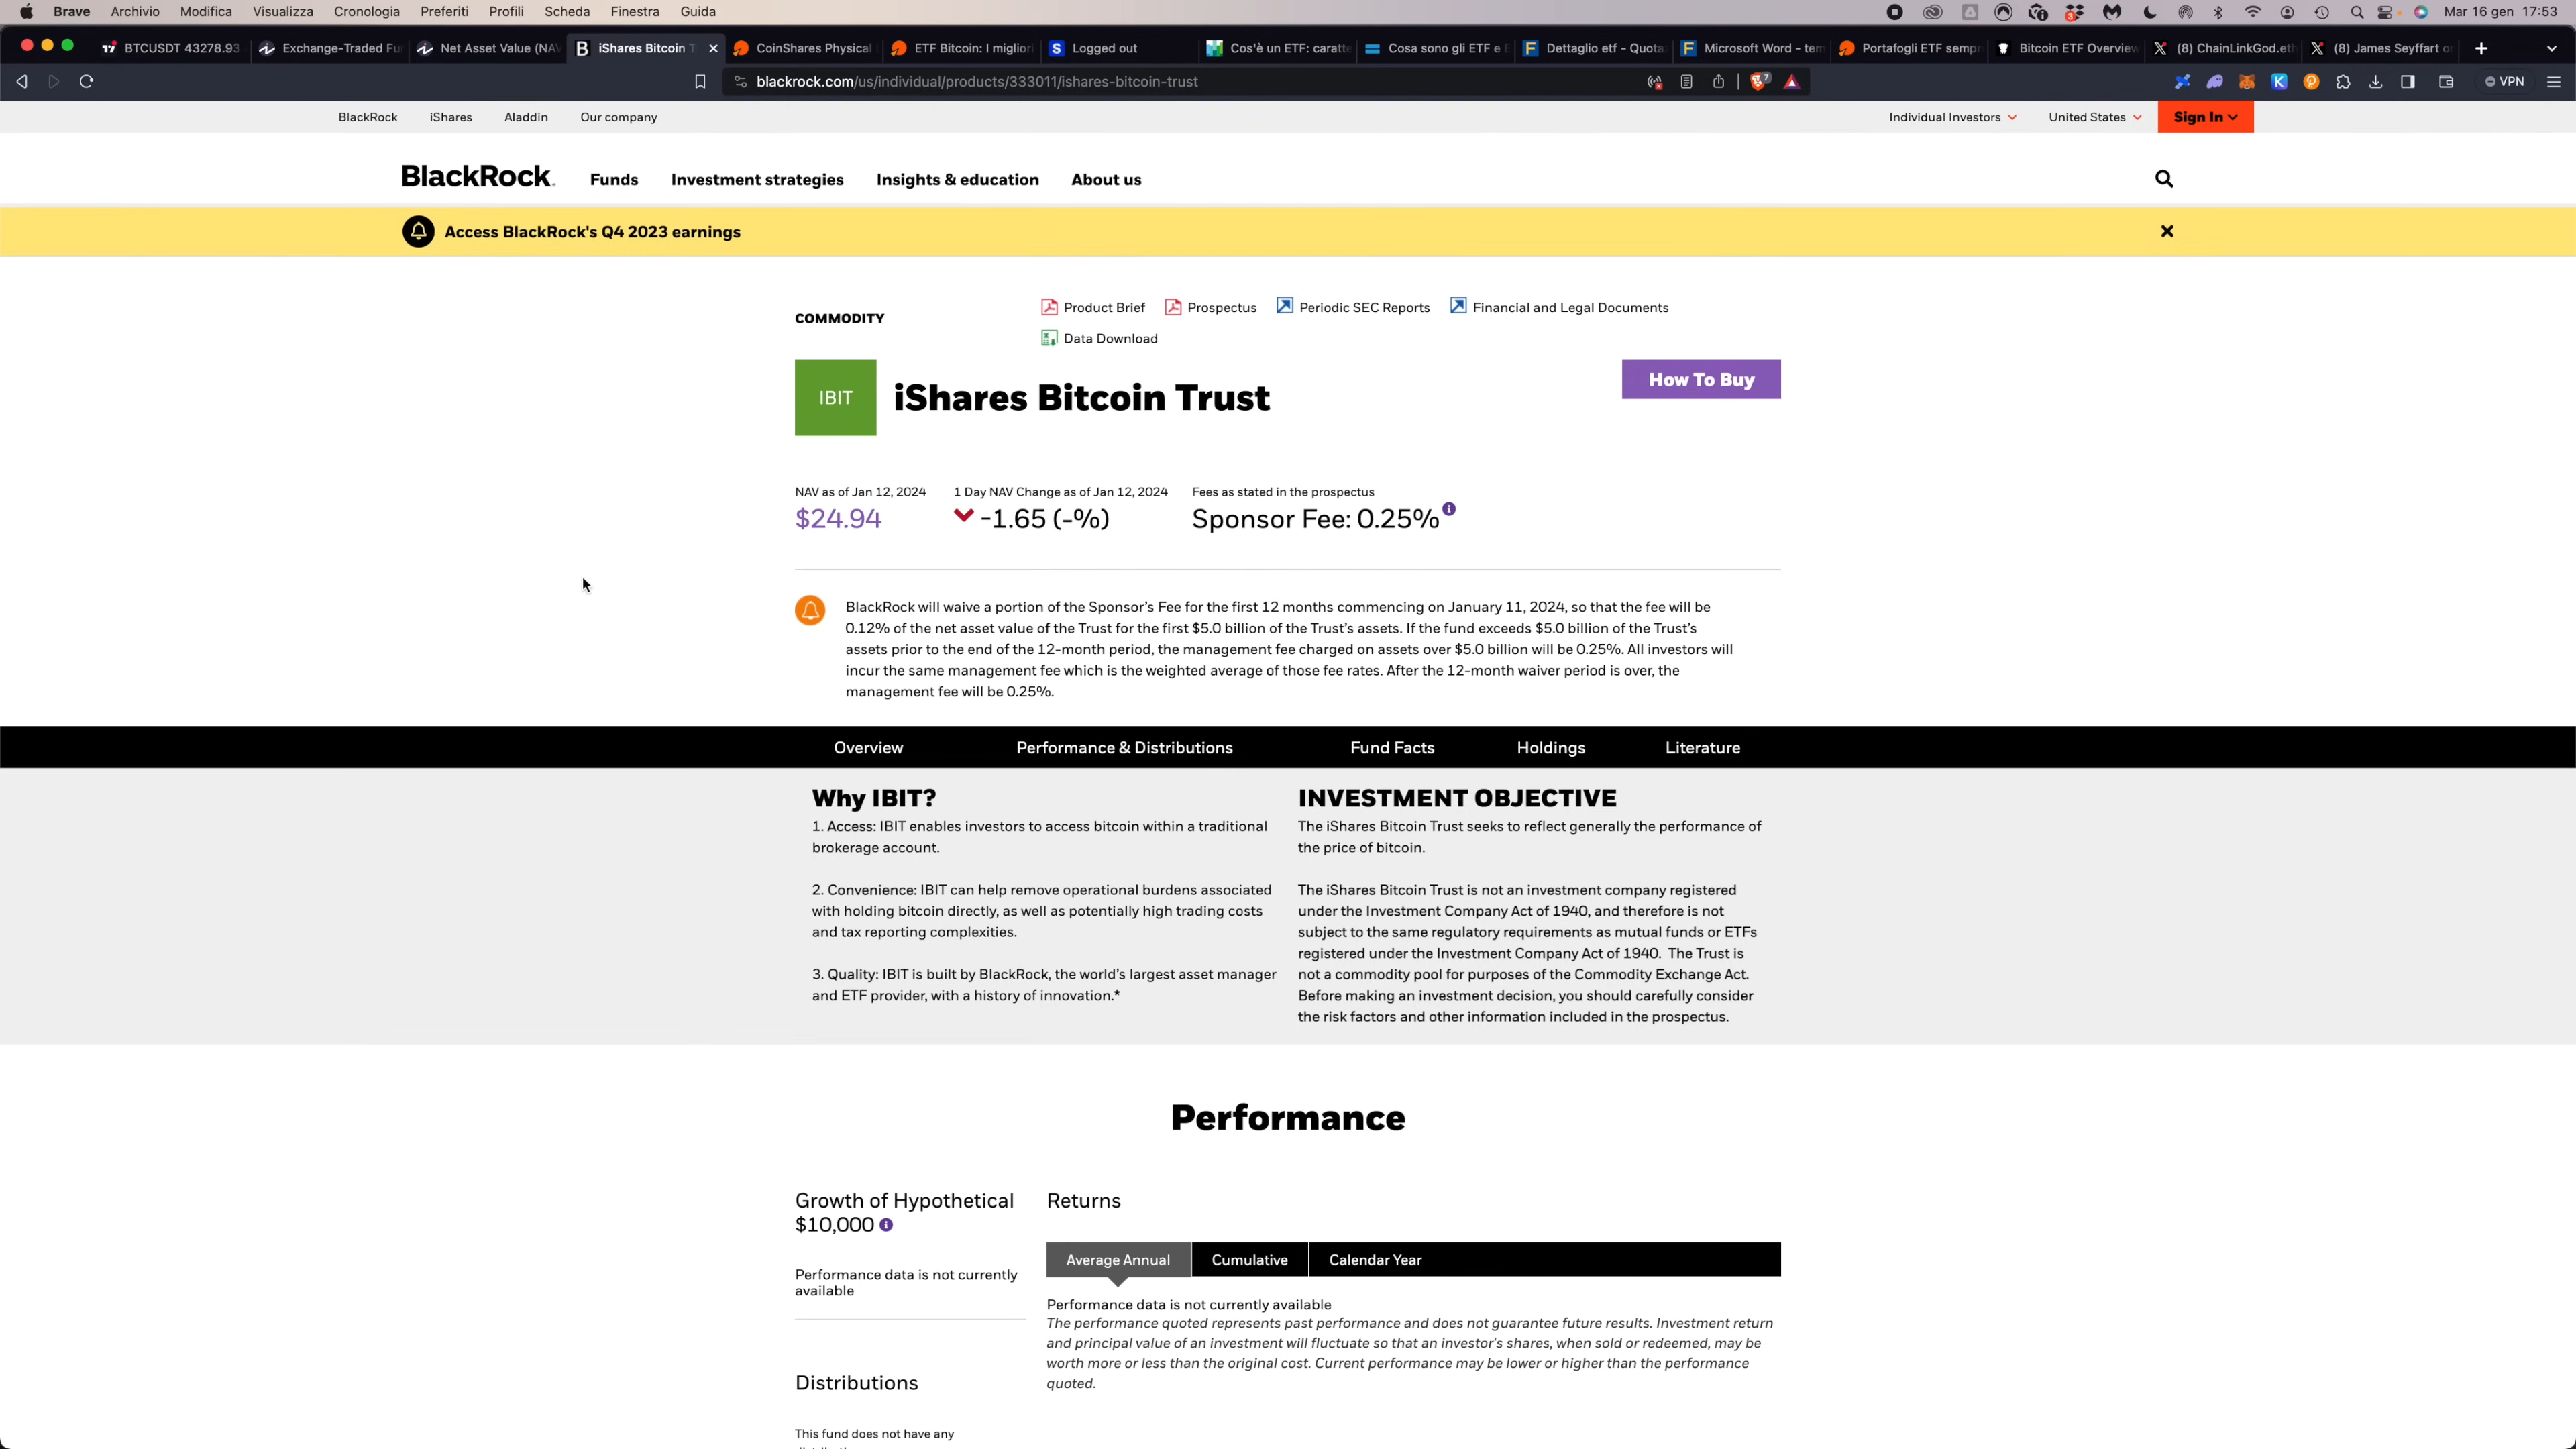 Brave Archivio Modifica Visualizza Cronologia Preferiti Profili Scheda Finestra Guida
Mar 16 gen 17:53
BTCUSDT 43278.93 Exchange-Traded Fu Net Asset Value (NAV iShares Bitcoin T CoinShares Physical ETF Bitcoin: I migliori Logged out Cos'è un ETF: caratte Cosa sono gli ETF e E Dettaglio etf - Quota Microsoft Word - tem Portafogli ETF semp Bitcoin ETF Overview (8) ChainLinkGod.eth (8) James Seyffart on
blackrock.com/us/individual/products/333011/ishares-bitcoin-trust
7
VPN
BlackRock iShares Aladdin Our company
Individual Investors United States Sign In
BlackRock. Funds Investment strategies Insights & education About us
Access BlackRock's Q4 2023 earnings
COMMODITY
Product Brief Prospectus Periodic SEC Reports Financial and Legal Documents
Data Download
IBIT
iShares Bitcoin Trust
How To Buy
NAV as of Jan 12, 2024 1 Day NAV Change as of Jan 12, 2024 Fees as stated in the prospectus
$24.94 -1.65 (-%) Sponsor Fee: 0.25%
BlackRock will waive a portion of the Sponsor's Fee for the first 12 months commencing on January 11, 2024, so that the fee will be
0.12% of the net asset value of the Trust for the first $5.0 billion of the Trust's assets. If the fund exceeds $5.0 billion of the Trust's
assets prior to the end of the 12-month period, the management fee charged on assets over $5.0 billion will be 0.25%. All investors will
incur the same management fee which is the weighted average of those fee rates. After the 12-month waiver period is over, the
management fee will be 0.25%.
Overview Performance & Distributions Fund Facts Holdings Literature
Why IBIT?
1. Access: IBIT enables investors to access bitcoin within a traditional
brokerage account.
2. Convenience: IBIT can help remove operational burdens associated
with holding bitcoin directly, as well as potentially high trading costs
and tax reporting complexities.
3. Quality: IBIT is built by BlackRock, the world's largest asset manager
and ETF provider, with a history of innovation.*
INVESTMENT OBJECTIVE
The iShares Bitcoin Trust seeks to reflect generally the performance of
the price of bitcoin.
The iShares Bitcoin Trust is not an investment company registered
under the Investment Company Act of 1940, and therefore is not
subject to the same regulatory requirements as mutual funds or ETFs
registered under the Investment Company Act of 1940. The Trust is
not a commodity pool for purposes of the Commodity Exchange Act.
Before making an investment decision, you should carefully consider
the risk factors and other information included in the prospectus.
Performance
Growth of Hypothetical
$10,000
Performance data is not currently
available
Distributions
This fund does not have any
Returns
Average Annual Cumulative Calendar Year
Performance data is not currently available
The performance quoted represents past performance and does not guarantee future results. Investment return
and principal value of an investment will fluctuate so that an investor's shares, when sold or redeemed, may be
worth more or less than the original cost. Current performance may be lower or higher than the performance
quoted.